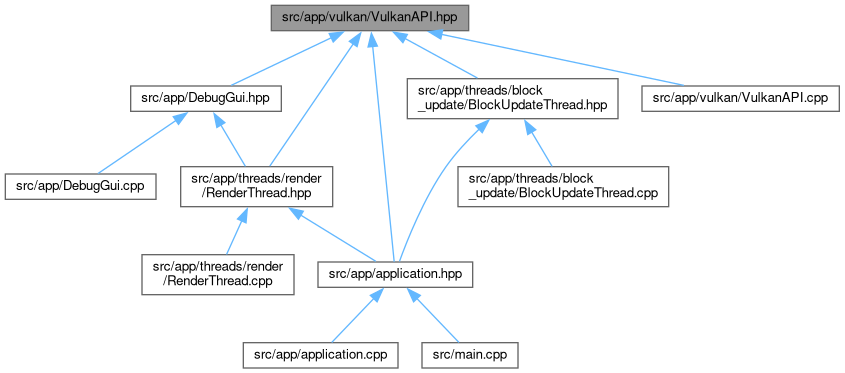 src/app/vulkan/VulkanAPI.hpp
src/app/DebugGui.hpp
src/app/threads/block
_update/BlockUpdateThread.hpp
src/app/vulkan/VulkanAPI.cpp
src/app/DebugGui.cpp
src/app/threads/render
/RenderThread.hpp
src/app/threads/block
_update/BlockUpdateThread.cpp
src/app/threads/render
/RenderThread.cpp
src/app/application.hpp
src/app/application.cpp
src/main.cpp